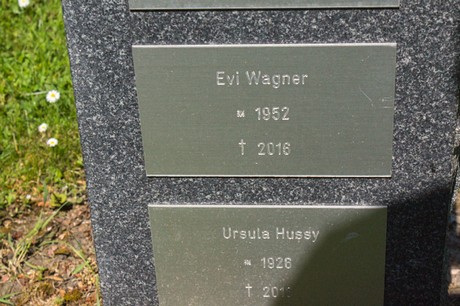 Evi Wagner
* 1952
† 2016
Ursula Hussy
* 1926
†